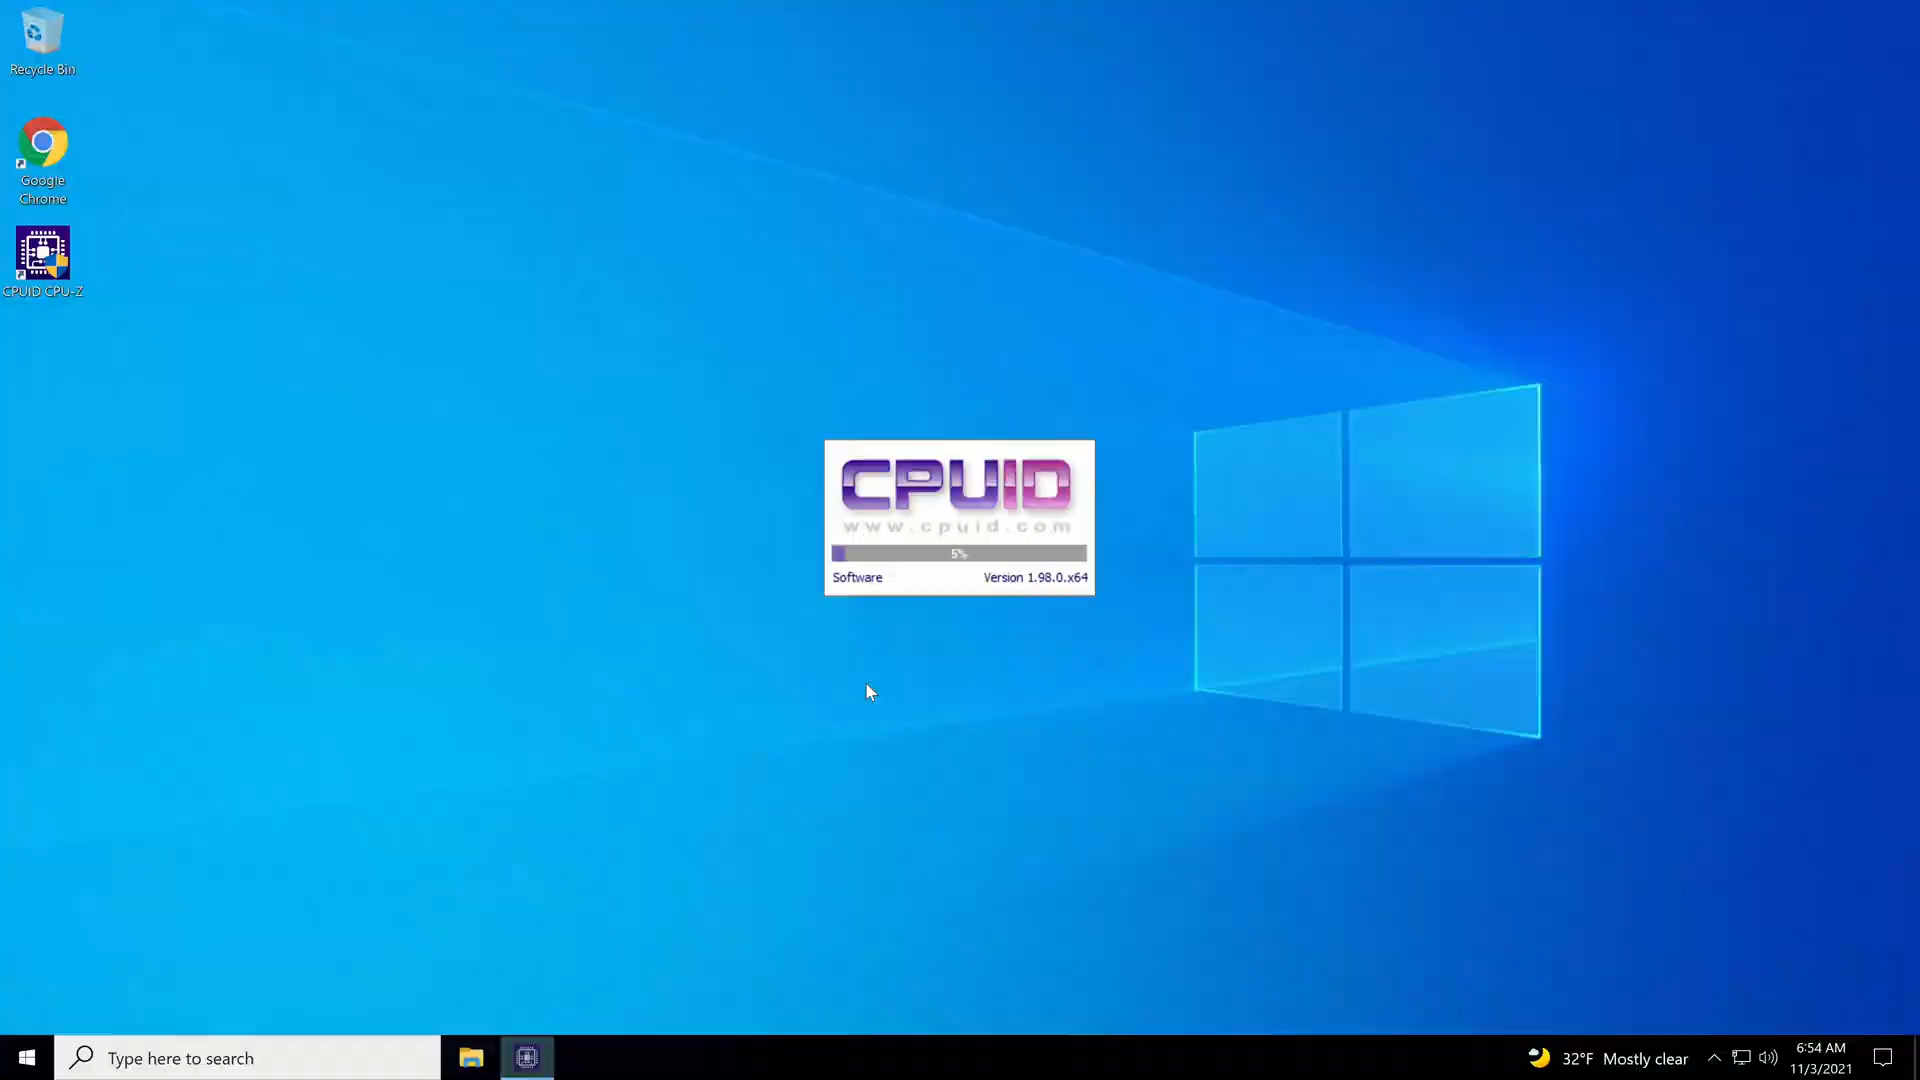 Recycle Bin
Google
Chrome
CPUID CPU-Z
CPUID
www.cpuid.com
5%
Software Version 1.98.0.x64
Type here to search
32°F Mostly clear
6:54 AM
11/3/2021